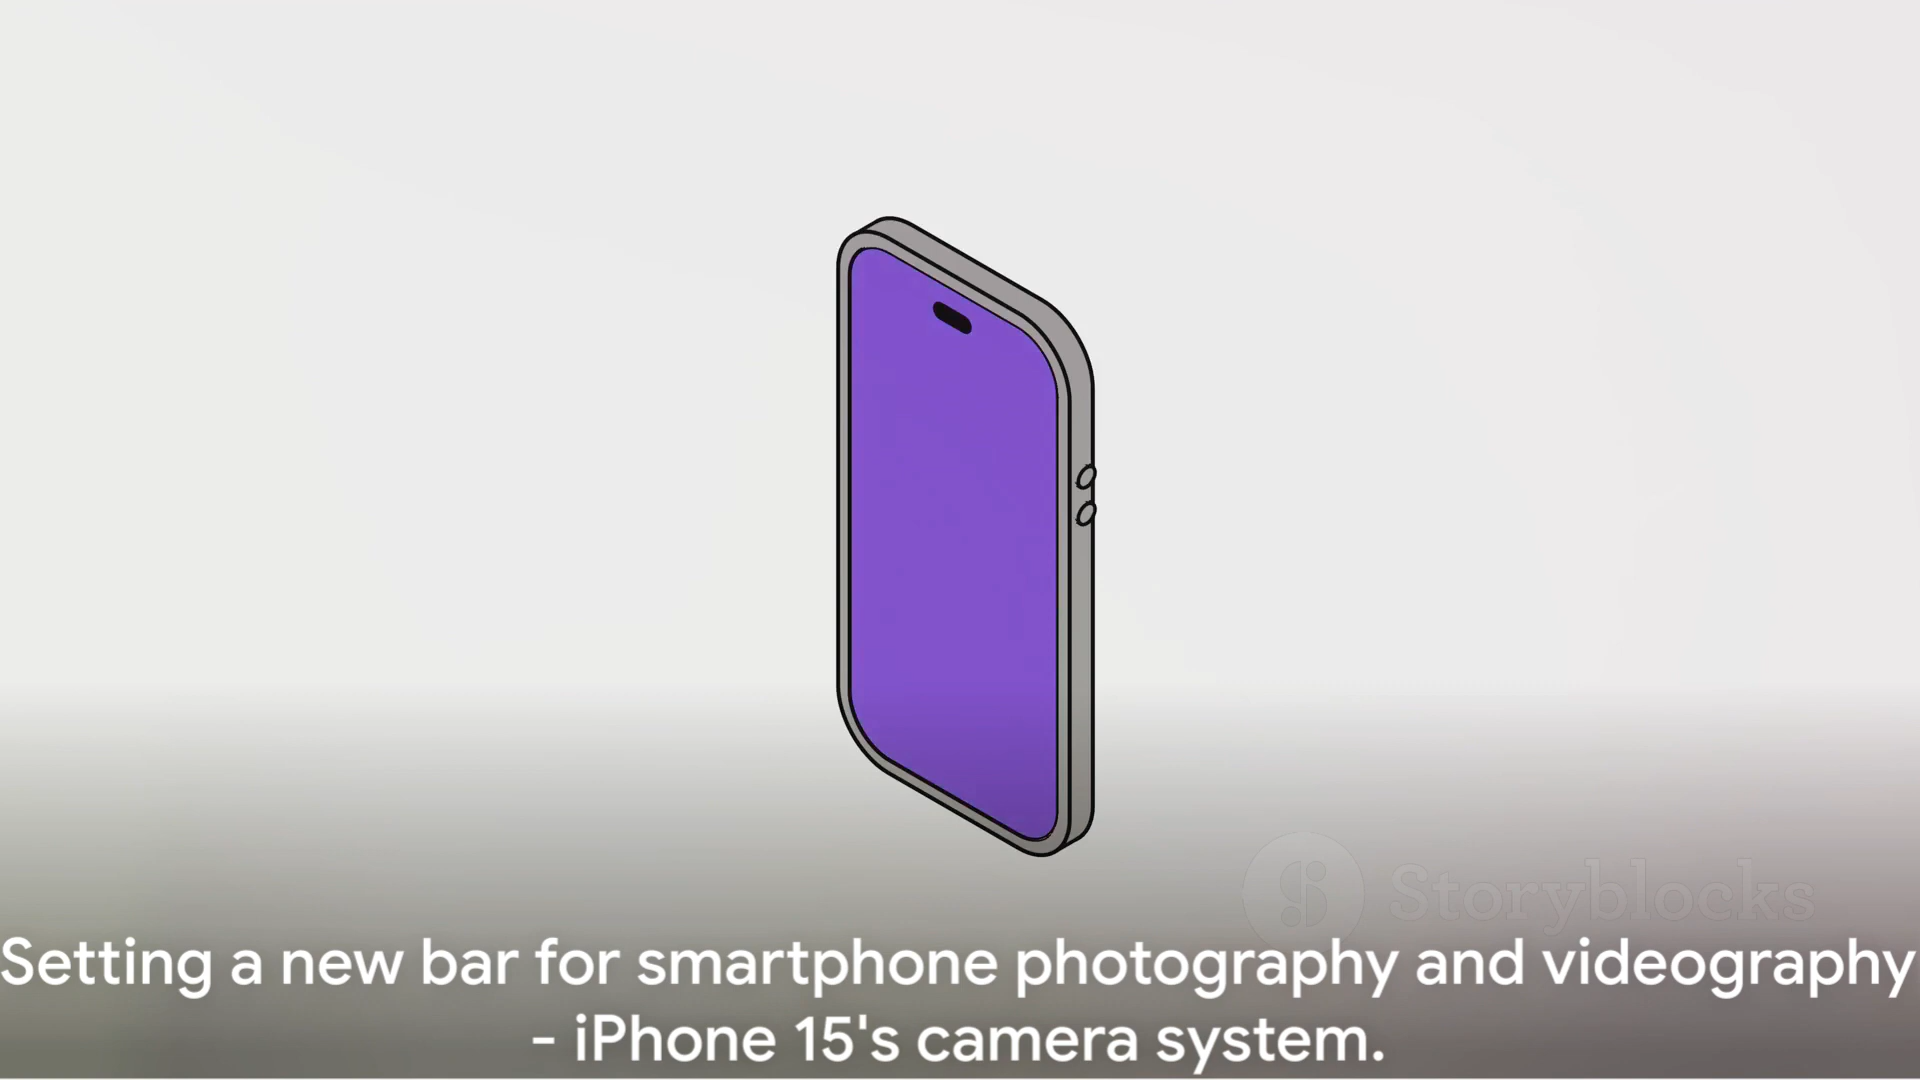 Storyblocks
Setting a new bar for smartphone photography and videography
- iPhone 15's camera system.